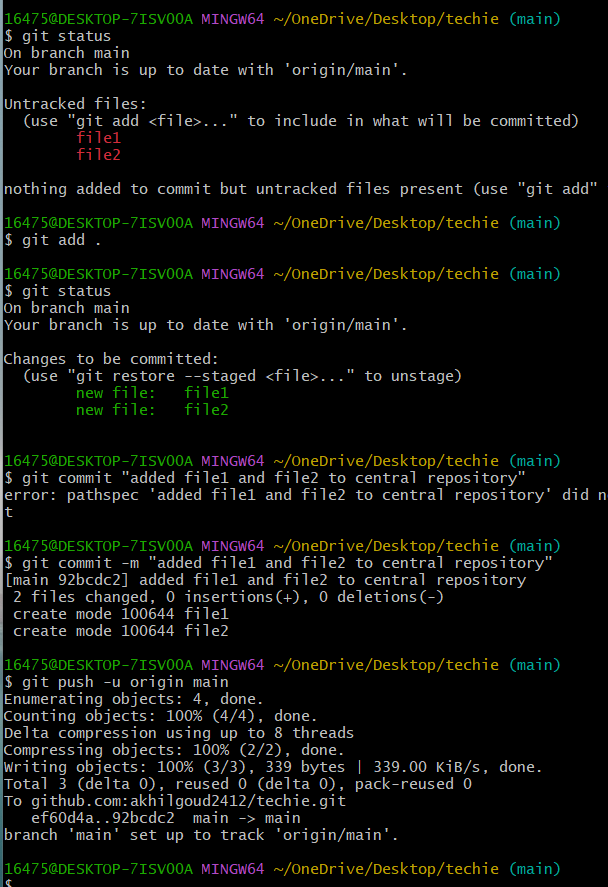 16475@DESKTOP-7ISVOOA MINGW64 ~/OneDrive/Desktop/techie (main)
$ git status
On branch main
Your branch is up to date with 'origin/main'.
Untracked files:
(use "git add <file>..." to include in what will be committed)
file1
file2
nothing added to commit but untracked files present (use "git add"
16475@DESKTOP-7ISVOOA MINGW64 ~/OneDrive/Desktop/techie (main)
$ git add .
16475@DESKTOP-7ISVOOA MINGW64 ~/OneDrive/Desktop/techie (main)
$ git status
On branch main
Your branch is up to date with 'origin/main'.
Changes to be committed:
(use "git restore --staged <file>..." to unstage)
new file:   file1
new file:   file2
16475@DESKTOP-7ISVOOA MINGW64 ~/OneDrive/Desktop/techie (main)
$ git commit "added file1 and file2 to central repository"
error: pathspec 'added file1 and file2 to central repository' did n
t
16475@DESKTOP-7ISVOOA MINGW64 ~/OneDrive/Desktop/techie (main)
$ git commit -m "added file1 and file2 to central repository"
[main 92bcdc2] added file1 and file2 to central repository
2 files changed, 0 insertions(+), 0 deletions(-)
create mode 100644 file1
create mode 100644 file2
16475@DESKTOP-7ISVOOA MINGW64 ~/OneDrive/Desktop/techie (main)
$ git push -u origin main
Enumerating objects: 4, done.
Counting objects: 100% (4/4), done.
Delta compression using up to 8 threads
Compressing objects: 100% (2/2), done.
Writing objects: 100% (3/3), 339 bytes | 339.00 KiB/s, done.
Total 3 (delta 0), reused 0 (delta 0), pack-reused 0
To github.com:akhilgoud2412/techie.git
ef60d4a..92bcdc2  main -> main
branch 'main' set up to track 'origin/main'.
16475@DESKTOP-7ISVOOA MINGW64 ~/OneDrive/Desktop/techie (main)
$